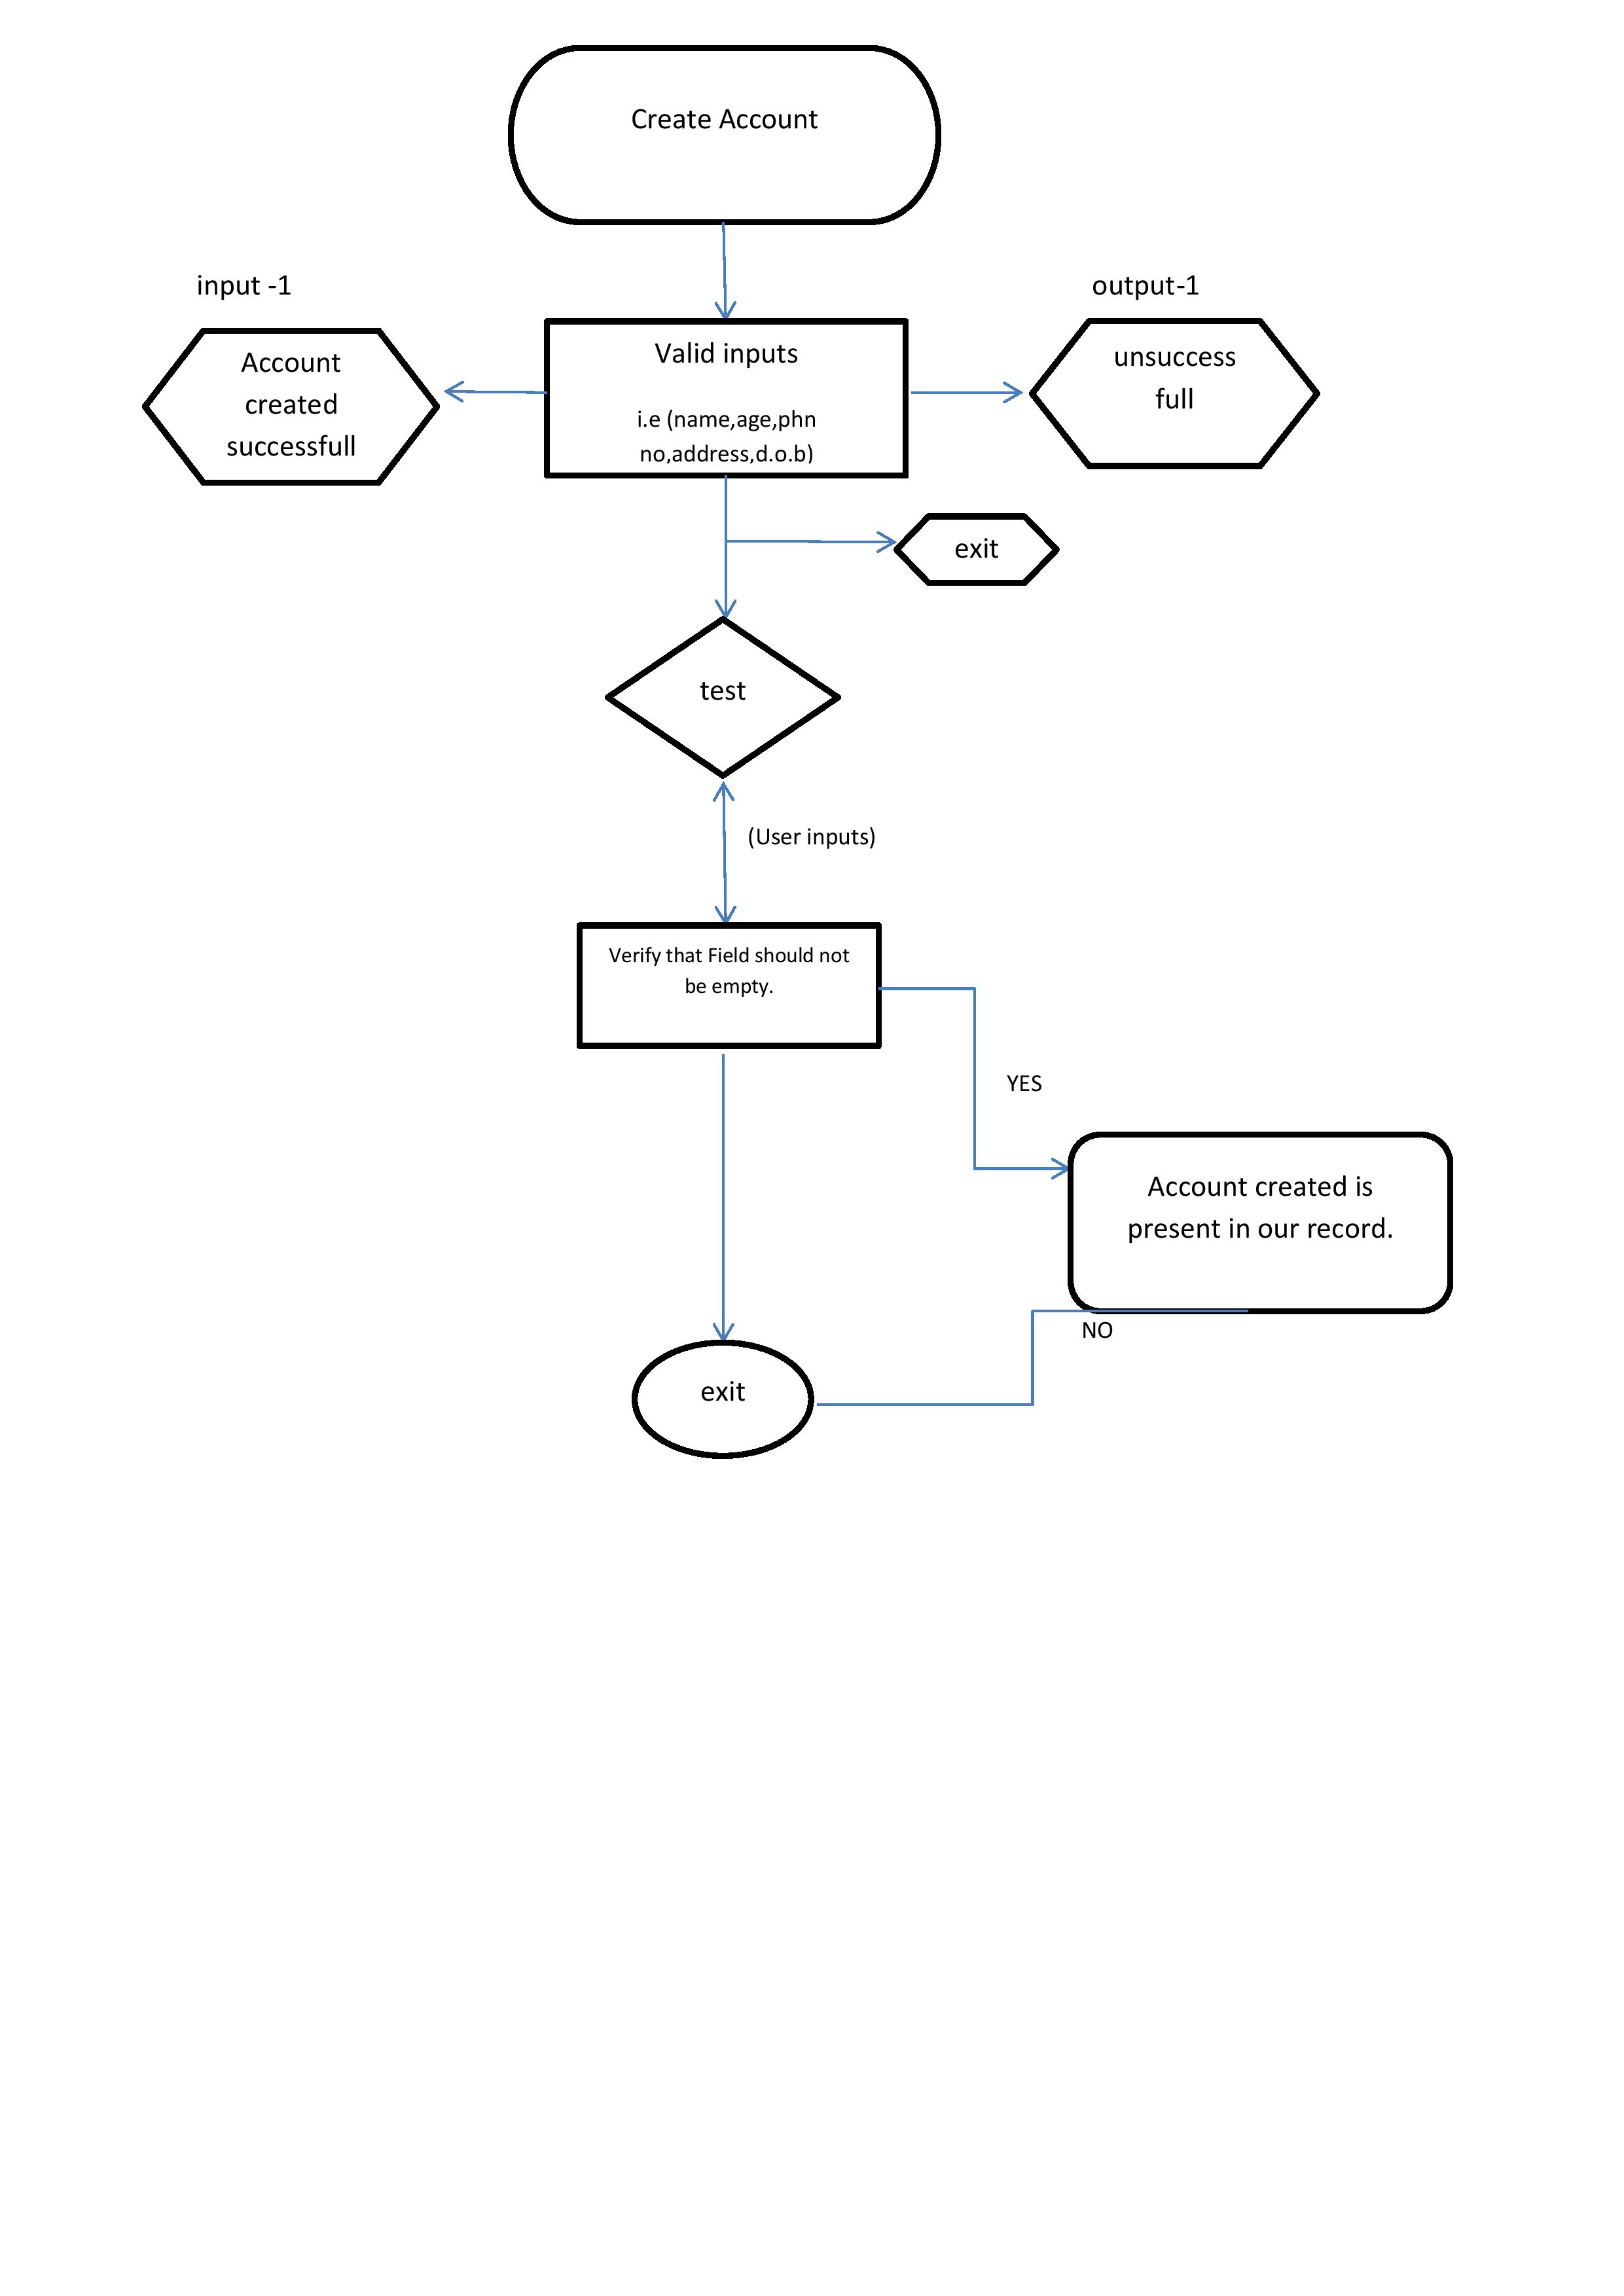 Create Account
input -1
output-1
Account
created
successfull
Valid inputs
i.e (name,age,phn
no,address,d.o.b)
unsuccess
full
exit
test
(User inputs)
Verify that Field should not
be empty.
YES
Account created is
present in our record.
NO
exit